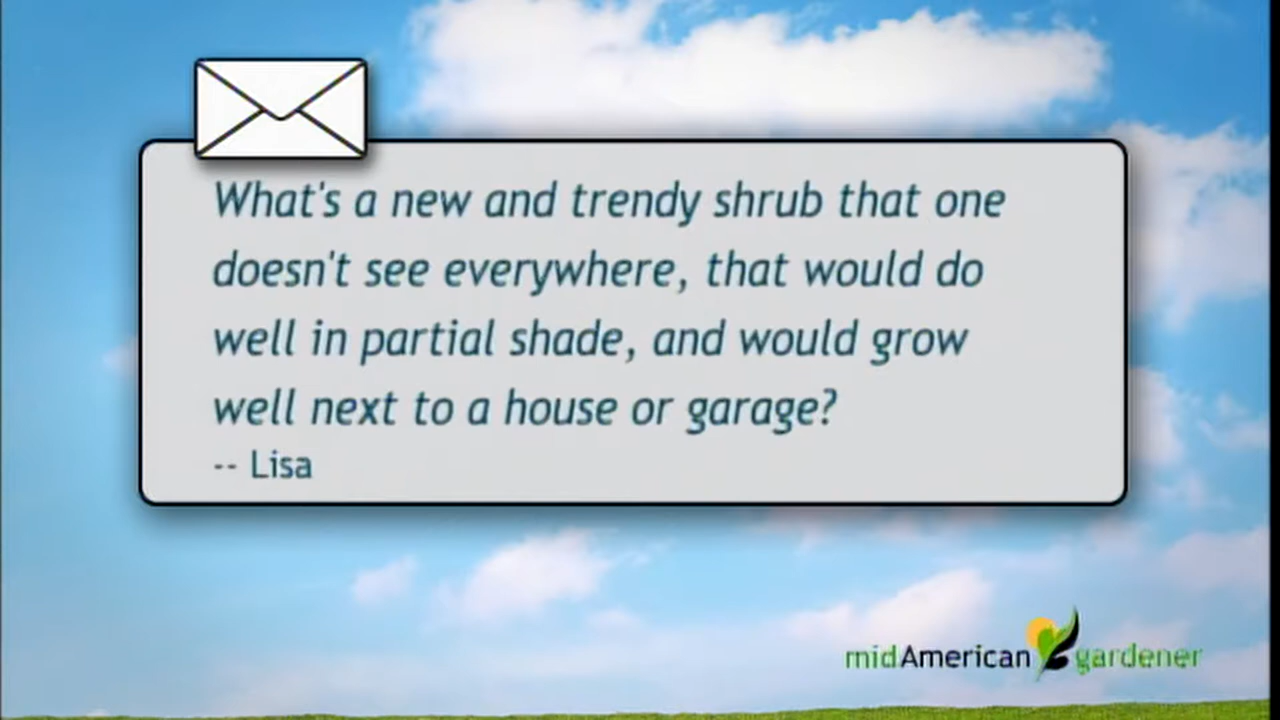 What's a new and trendy shrub that one
doesn't see everywhere, that would do
well in partial shade, and would grow
well next to a house or garage?
-- Lisa
midAmerican gardener